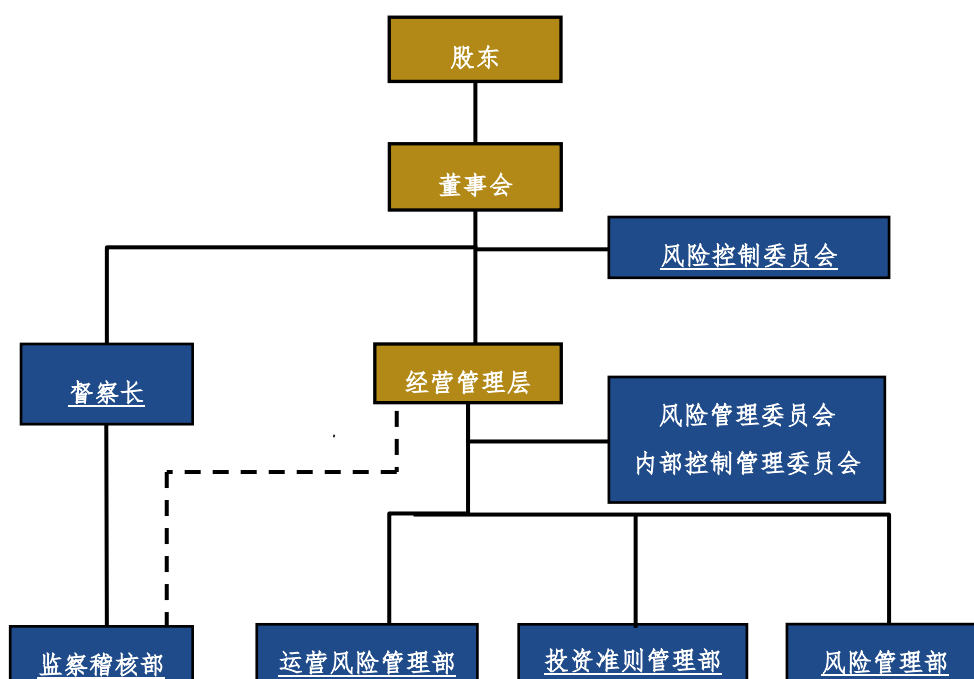 股东
董事会
风险控制委员会
督察长
经营管理层
风险管理委员会
内部控制管理委员会
监察稽核部
运营风险管理部
投资准则管理部
风险管理部